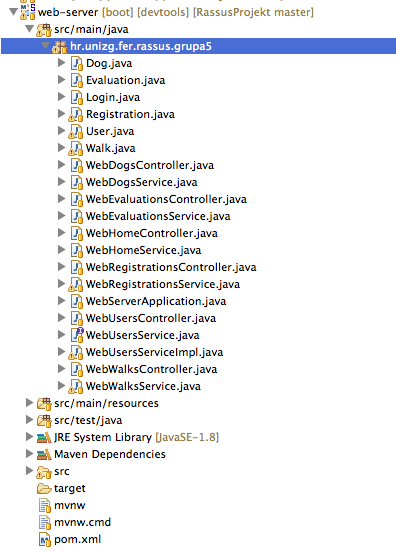 web-server [boot] [devtools] [RassusProjekt master]
src/main/java
hr.unizg.fer.rassus.grupa5
Dog.java
Evaluation.java
Login.java
Registration.java
User.java
Walk.java
WebDogsController.java
WebDogsService.java
WebEvaluationsController.java
WebEvaluationsService.java
WebHomeController.java
WebHomeService.java
WebRegistrationsController.java
WebRegistrationsService.java
WebServerApplication.java
WebUsersController.java
WebUsersService.java
WebUsersServiceImpl.java
WebWalksController.java
WebWalksService.java
src/main/resources
src/test/java
JRE System Library [JavaSE-1.8]
Maven Dependencies
src
target
mvnw
mvnw.cmd
pom.xml